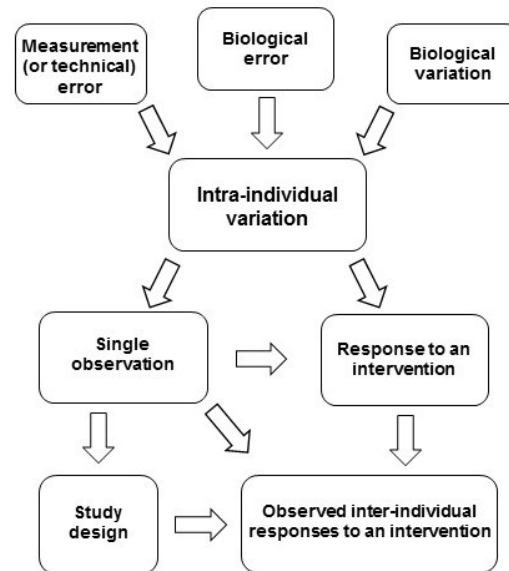 Measurement
(or technical)
error
Biological
error
Biological
variation
Intra-individual
variation
Single
observation
Response to an
intervention
Study
design
Observed inter-individual
responses to an intervention